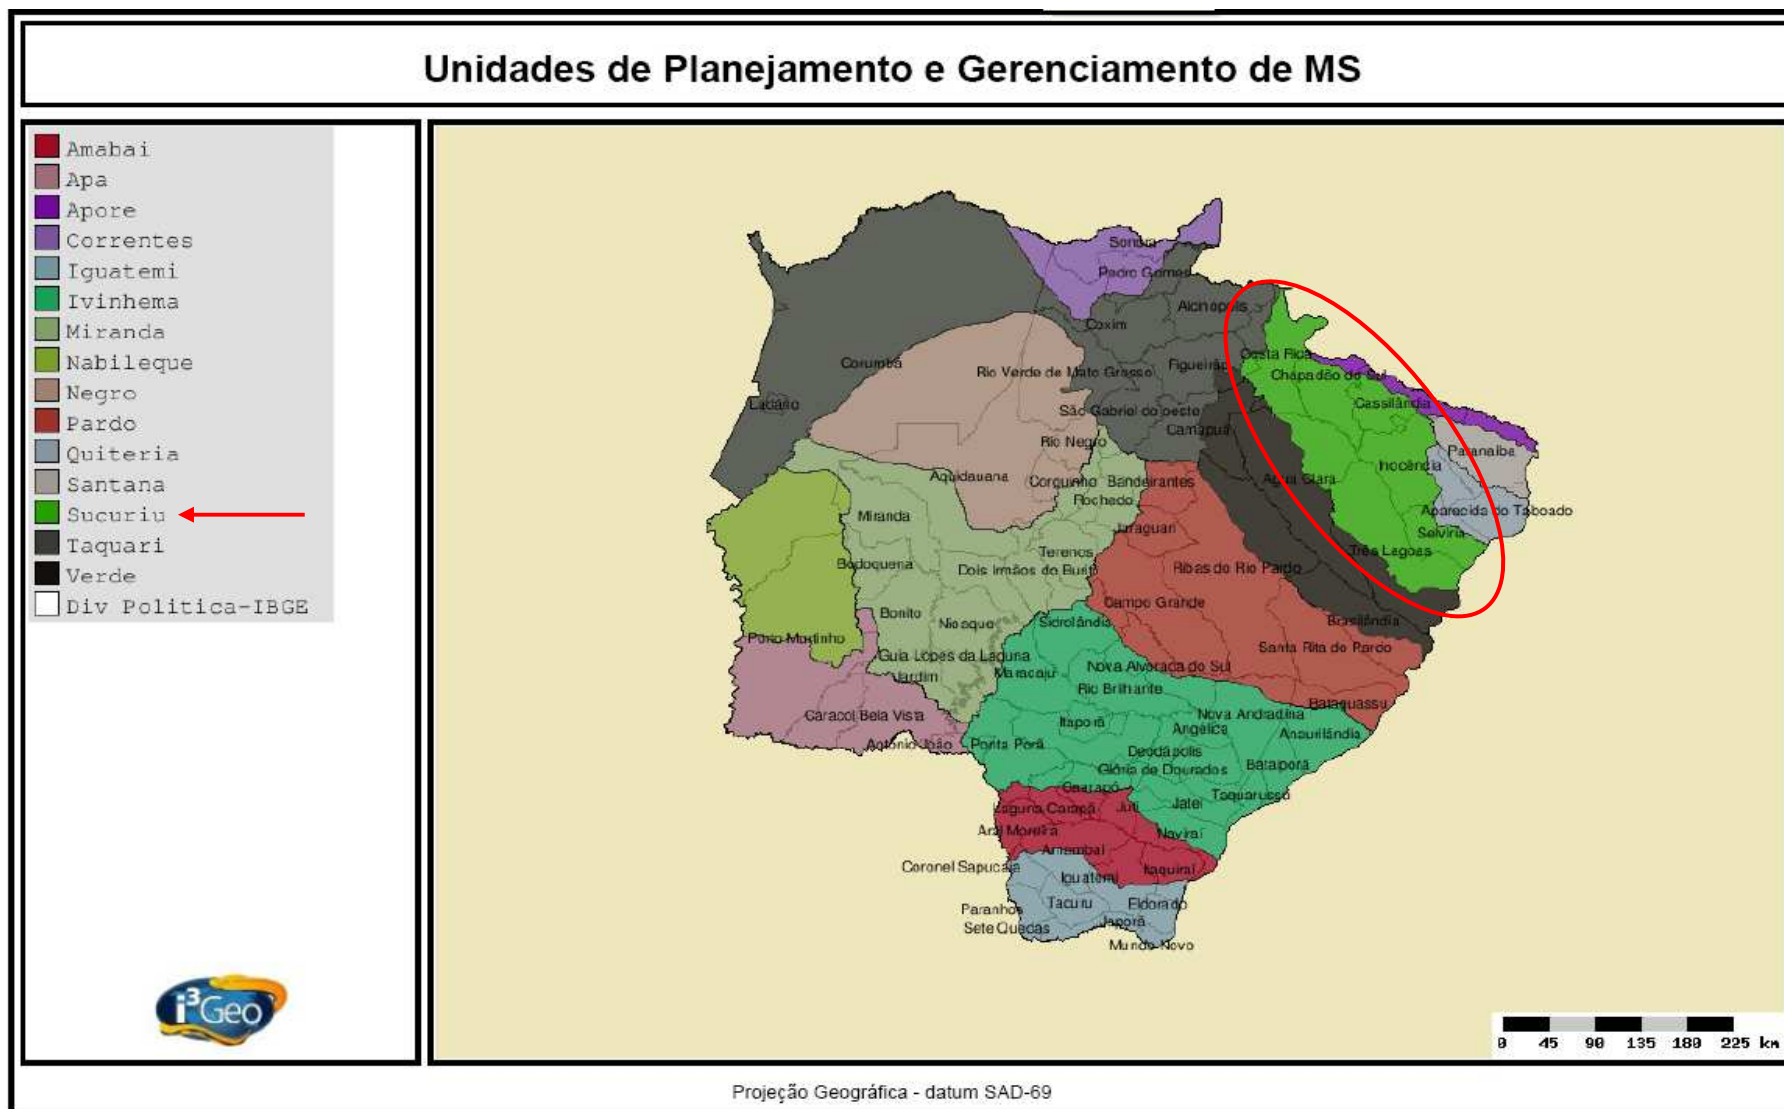 Unidades de Planejamento e Gerenciamento de MS
Amabai
Apa
Apore
Correntes
Iguatemi
Ivinhema
Miranda
Nabileque
Negro
Pardo
Quiteria
Santana
Sucuriu
Taquari
Verde
Div Politica-IBGE
i³Geo
Sonora
Pedro Gomes
Alcinopolis
Coxim
Costa Rica
Corumbá
Rio Verde de Mato Grosso
Figueirão
Chapadão do Sul
Cassilândia
Ladário
São Gabriel do oeste
Camapuã
Rio Negro
Paranaíba
Inocência
Aquidauana
Corguinho
Bandeirantes
Água Clara
Rochedo
Aparecida do Taboado
Miranda
Jaraguari
Selvíria
Terenos
Três Lagoas
Bodoquena
Dois Irmãos do Buriti
Ribas do Rio Pardo
Campo Grande
Bonito
Nioaque
Sidrolândia
Brasilândia
Porto Murtinho
Guia Lopes da Laguna
Santa Rita do Pardo
Jardim
Maracaju
Nova Alvorada do Sul
Rio Brilhante
Bataguassu
Caracol
Bela Vista
Itaporã
Nova Andradina
Angélica
Anaurilândia
Antônio João
Ponta Porã
Deodápolis
Glória de Dourados
Bataiporã
Caarapó
Taquarussú
Laguna Carapã
Juti
Jateí
Aral Moreira
Naviraí
Amambai
Coronel Sapucaia
Itaquiraí
Iguatemi
Paranhos
Tacuru
Eldorado
Sete Quedas
Japorã
Mundo Novo
0 45 90 135 180 225 km
Projeção Geográfica - datum SAD-69